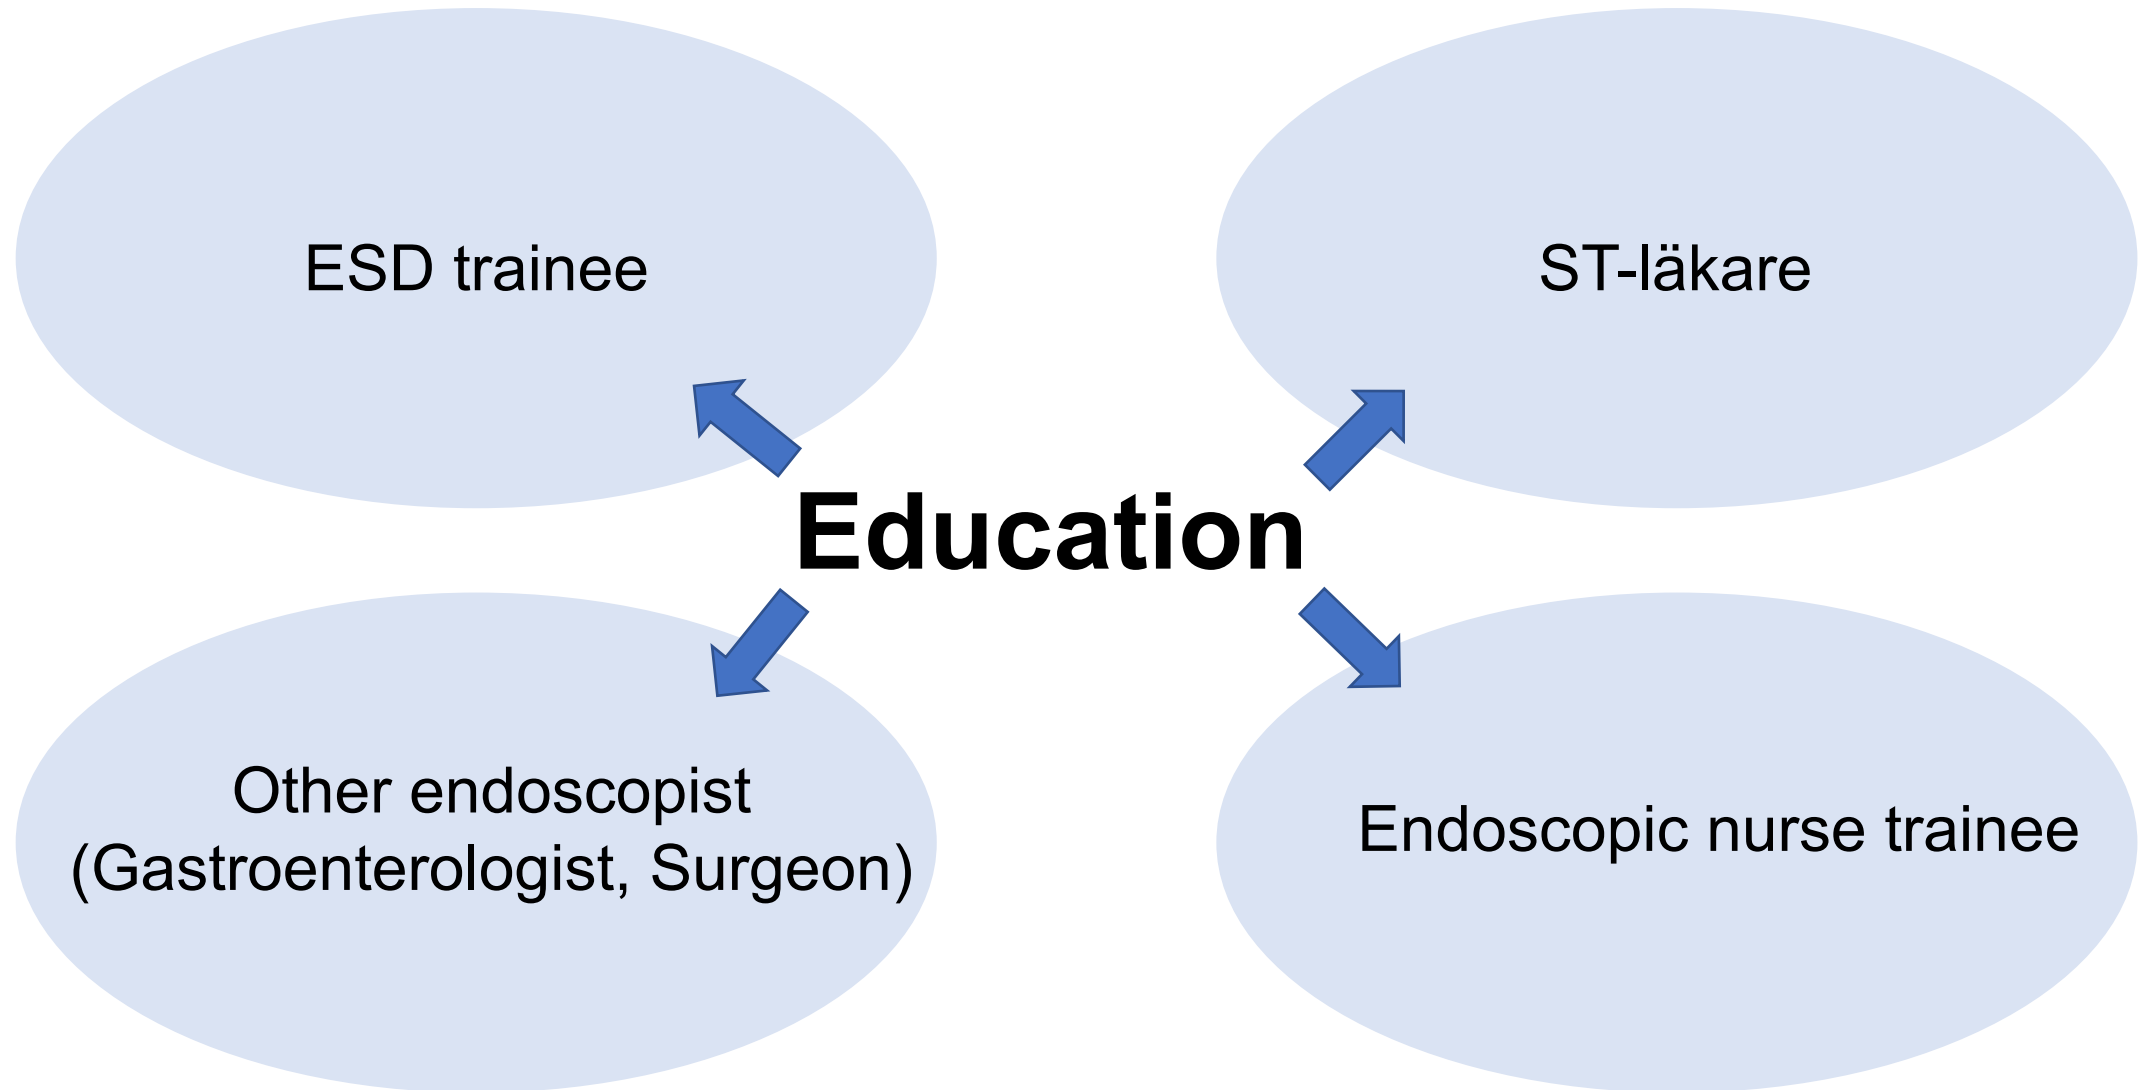 ESD trainee
ST-läkare
Education
Other endoscopist
(Gastroenterologist, Surgeon)
Endoscopic nurse trainee